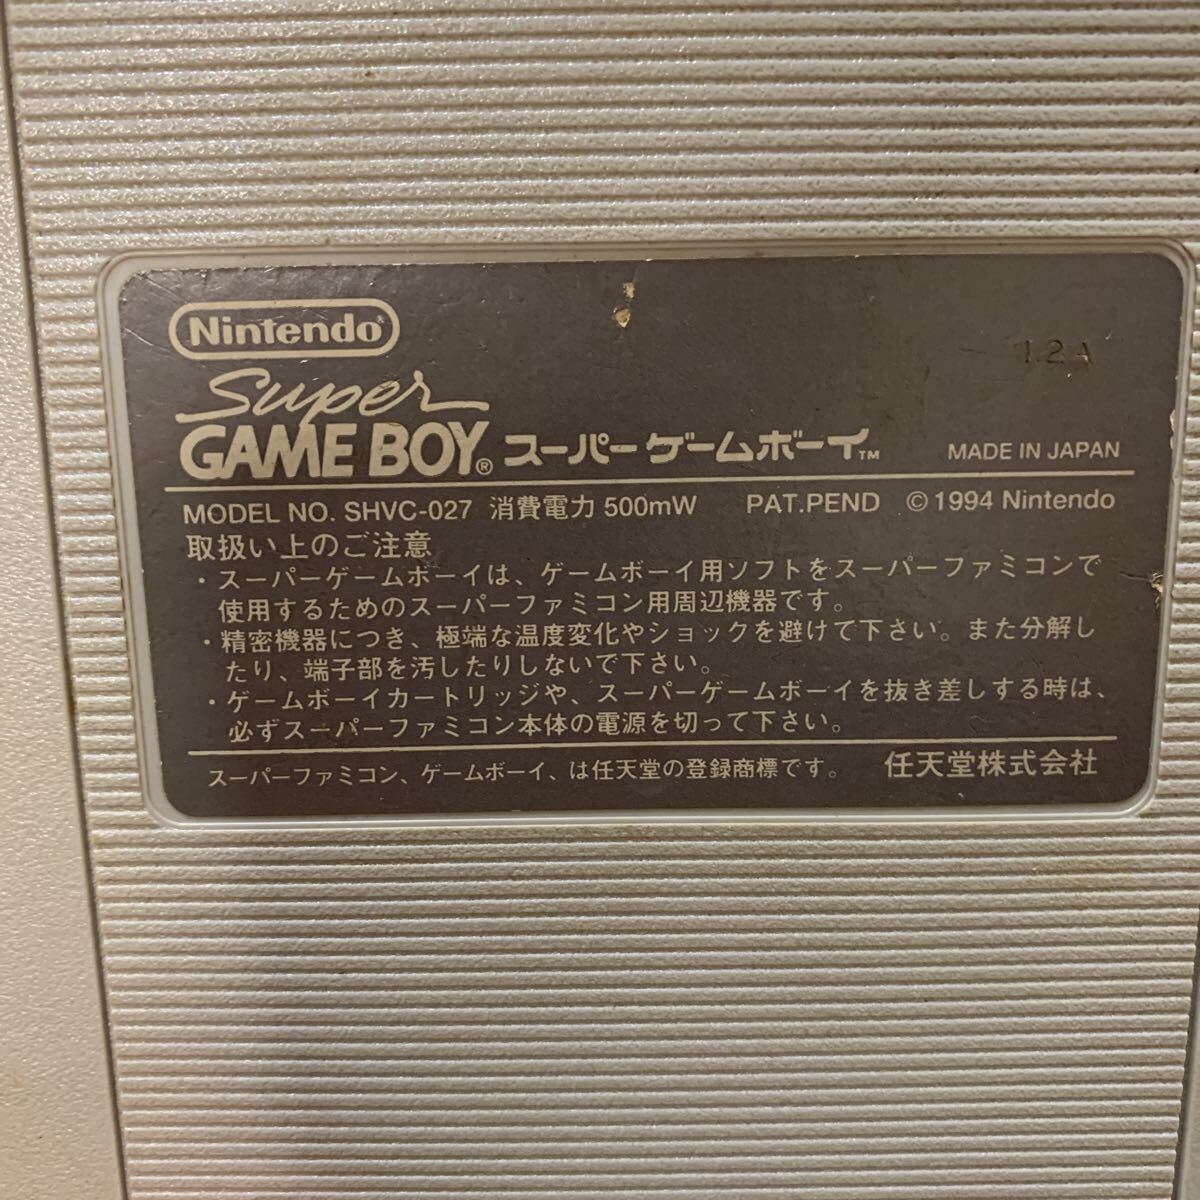 Nintendo®
12A
Super
GAME BOY® スーパーゲームボーイ™ MADE IN JAPAN
MODEL NO. SHVC-027 消費電力 500mW PAT.PEND © 1994 Nintendo
取扱い上のご注意
・スーパーゲームボーイは、ゲームボーイ用ソフトをスーパーファミコンで
使用するためのスーパーファミコン用周辺機器です。
・精密機器につき、極端な温度変化やショックを避けて下さい。また分解し
たり、端子部を汚したりしないで下さい。
・ゲームボーイカートリッジや、スーパーゲームボーイを抜き差しする時は、
必ずスーパーファミコン本体の電源を切って下さい。
スーパーファミコン、ゲームボーイ、は任天堂の登録商標です。 任天堂株式会社